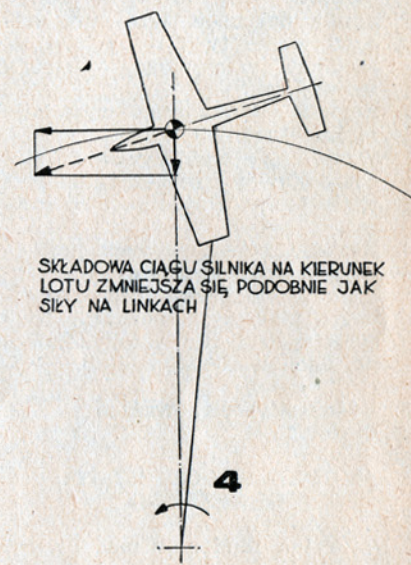 SKŁADOWA CIĄGU SILNIKA NA KIERUNEK
LOTU ZMNIEJSZA SIĘ PODOBNIE JAK
SIŁY NA LINKACH
4